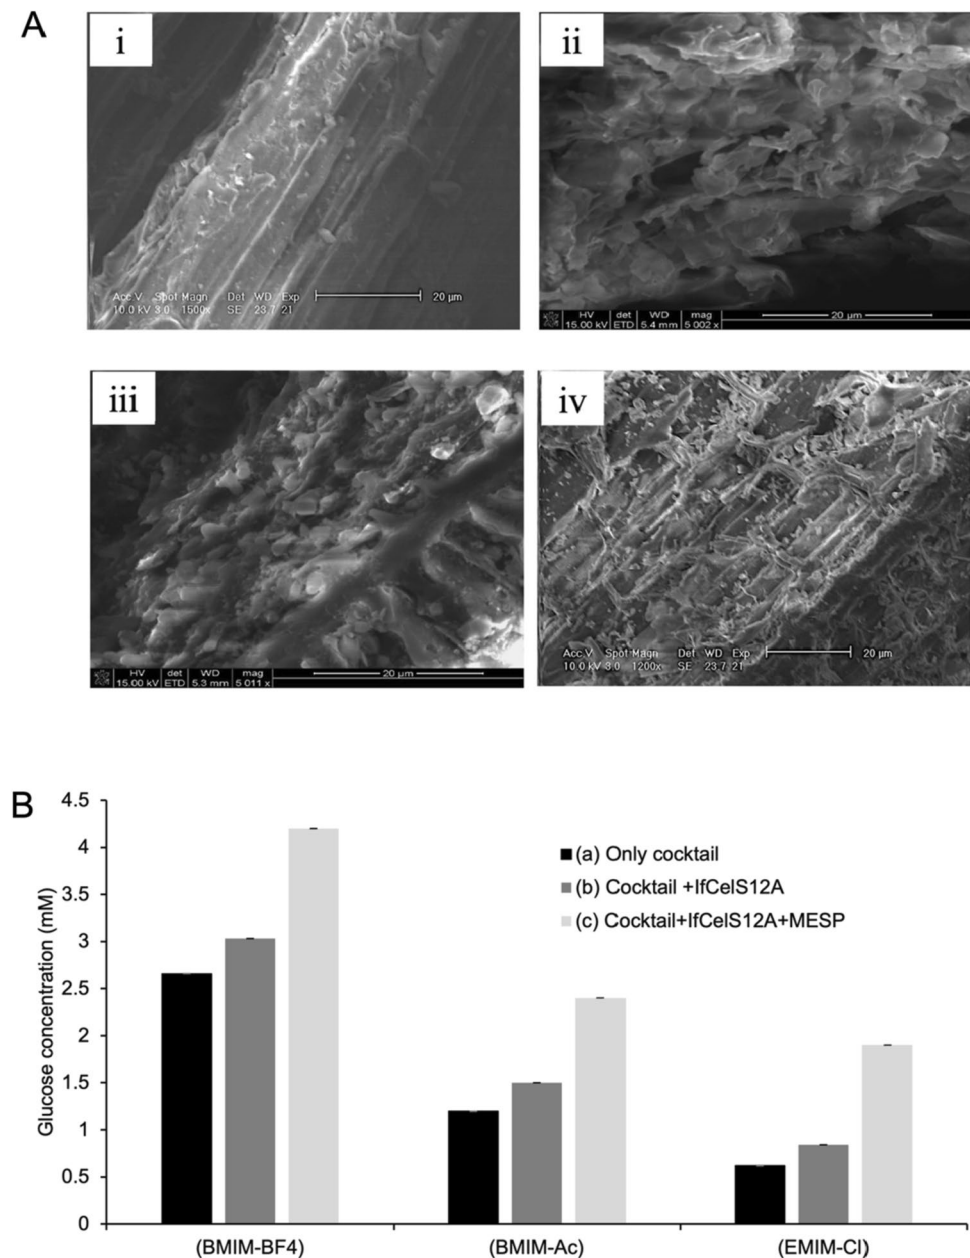 A
i
ii
Acc.V Spot Magn Det WD Exp
10.0 kV 3.0 1500x SE 23.7 21
20 µm
HV det WD mag
15.00 kV ETD 5.4 mm 5 002 x
20 µm
iii
iv
HV det WD mag
15.00 kV ETD 5.3 mm 5 011 x
20 µm
Acc.V Spot Magn Det WD Exp
10.0 kV 3.0 1200x SE 23.7 21
20 µm
B
Glucose concentration (mM)
4.5
4
3.5
3
2.5
2
1.5
1
0.5
0
(a) Only cocktail
(b) Cocktail +IfCelS12A
(c) Cocktail+IfCelS12A+MESP
(BMIM-BF4) (BMIM-Ac) (EMIM-Cl)